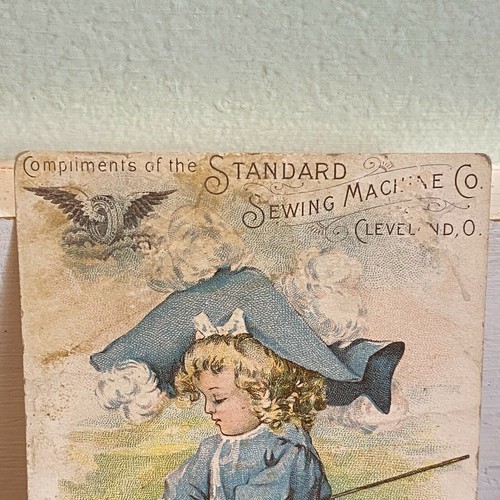 Compliments of the STANDARD
SEWING MACHINE CO.
CLEVELAND, O.